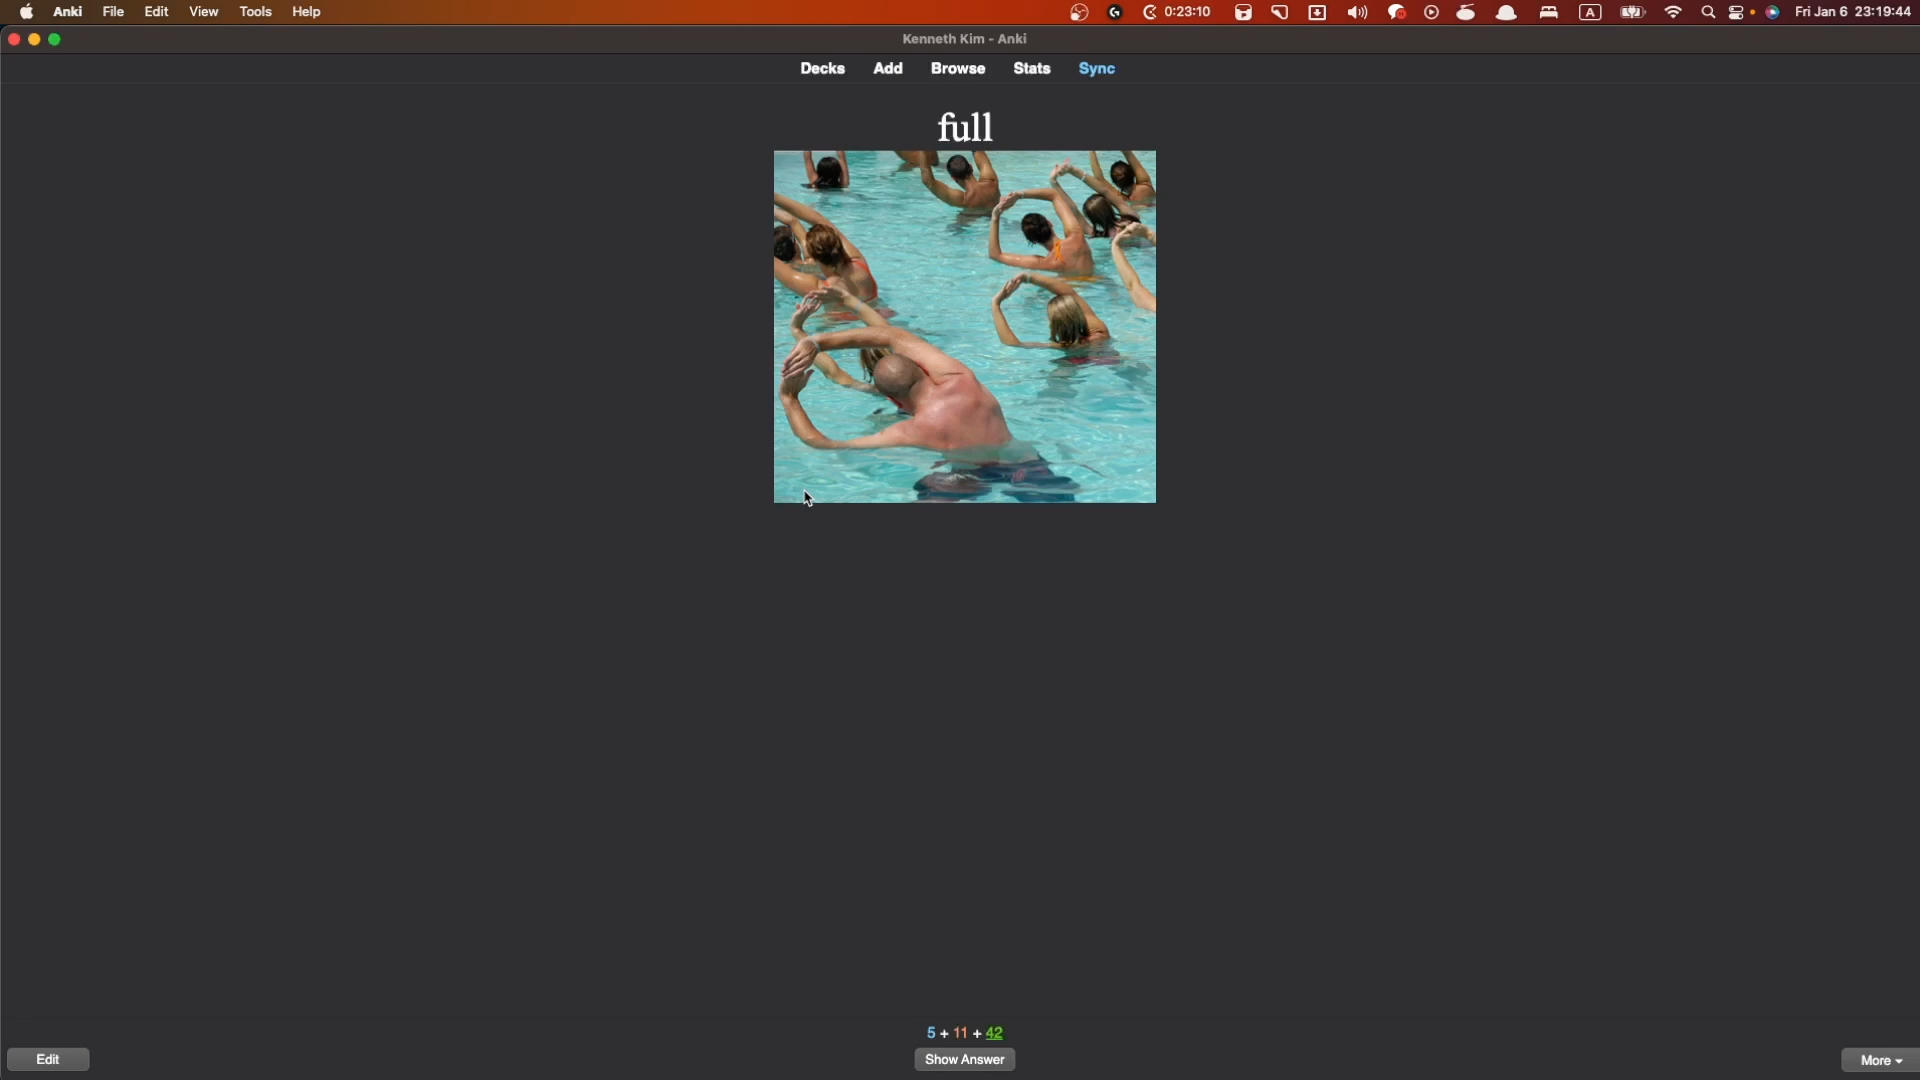 Anki File Edit View Tools Help 0:23:10 A Fri Jan 6 23:19:44
Kenneth Kim - Anki
Decks Add Browse Stats Sync
full
5 + 11 + 42
Edit Show Answer More